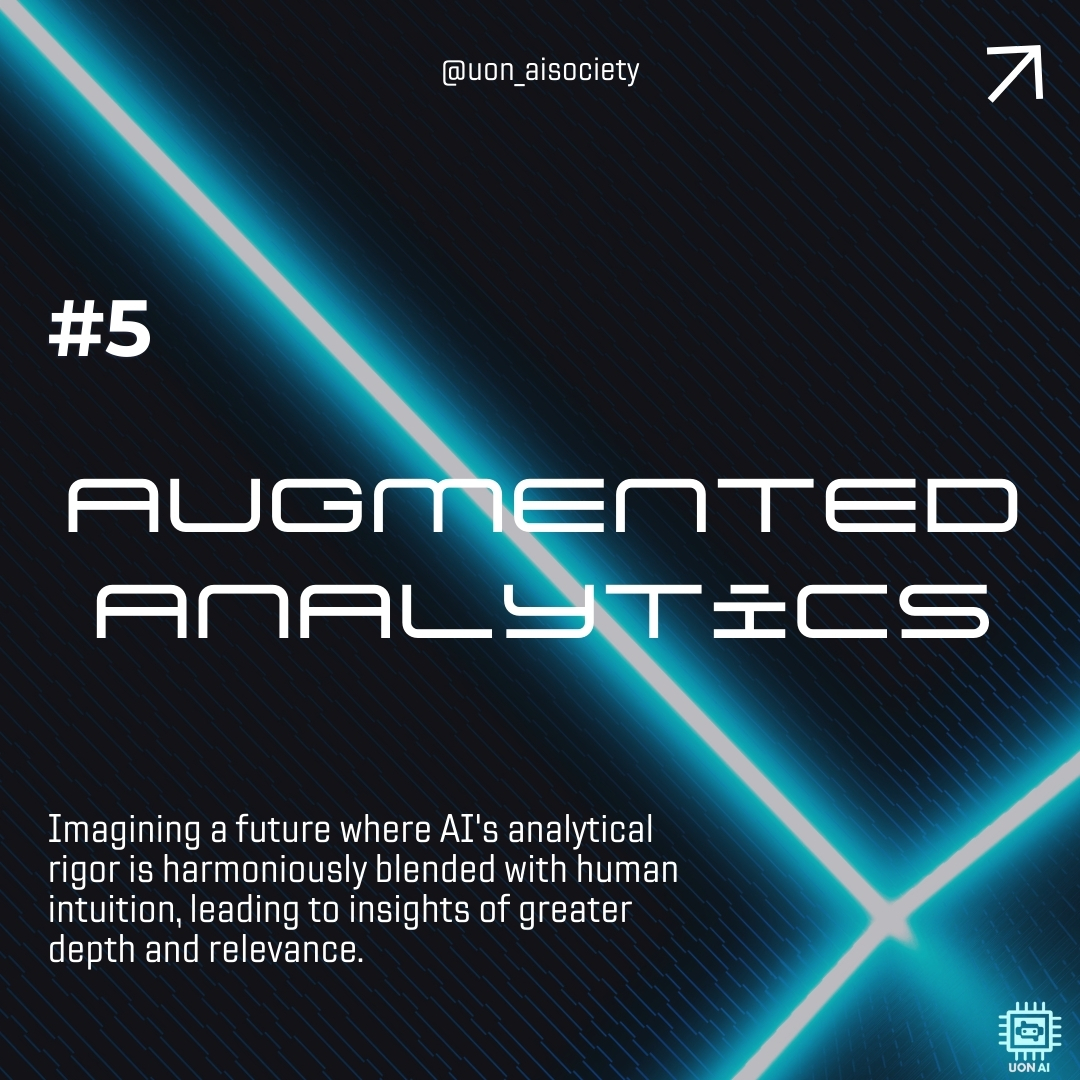 @uon_aisociety
#5
AUGMENTED
ANALYTICS
Imagining a future where AI's analytical
rigor is harmoniously blended with human
intuition, leading to insights of greater
depth and relevance.
UON AI